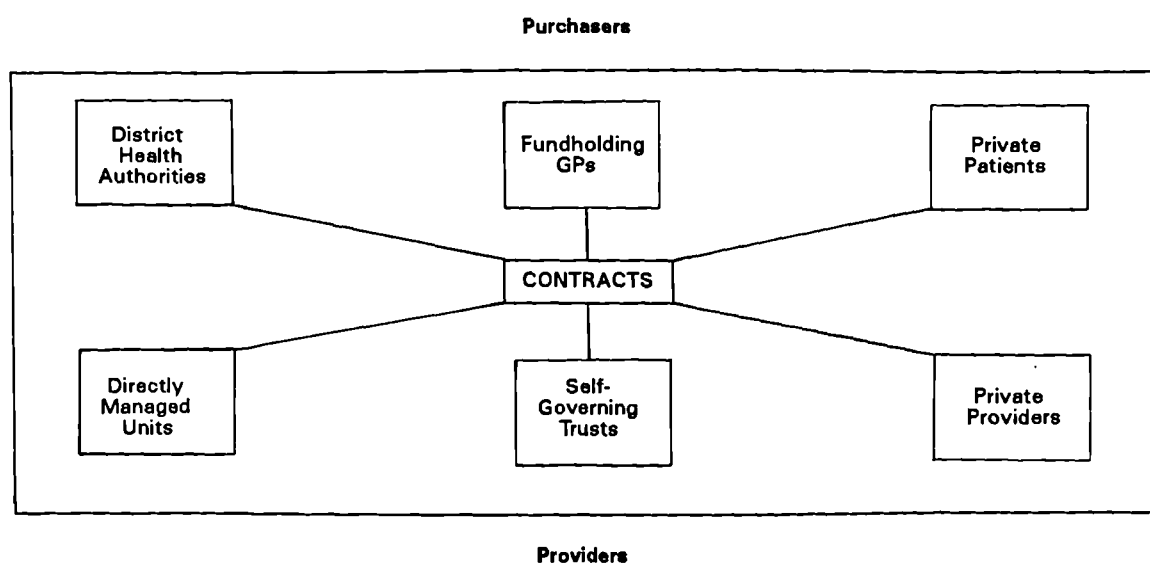 Purchasers
District
Health
Authorities
Fundholding
GPs
Private
Patients
CONTRACTS
Directly
Managed
Units
Self-
Governing
Trusts
Private
Providers
Providers